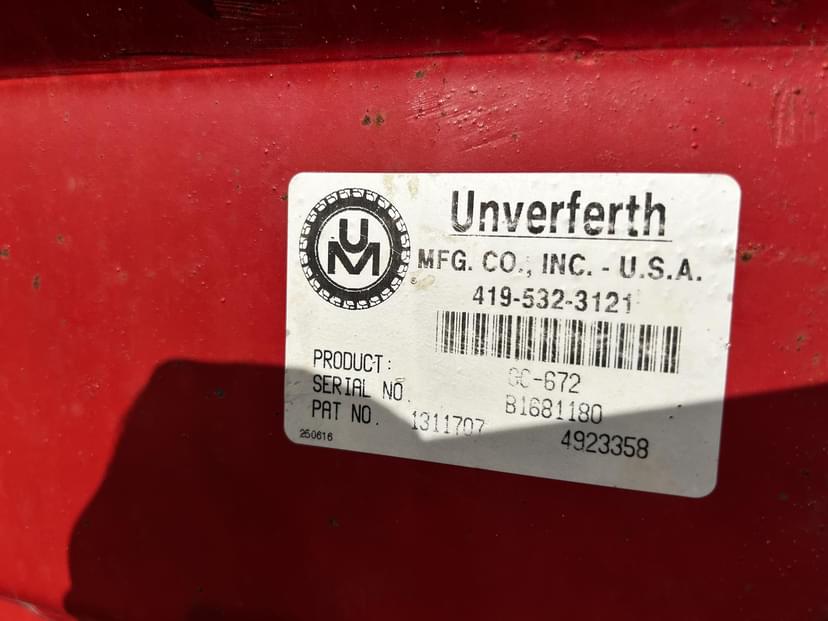 UM
®
Unverferth
MFG. CO., INC. - U.S.A.
419-532-3121
PRODUCT: GC-672
SERIAL NO. B1681180
PAT NO. 1311707 4923358
250616